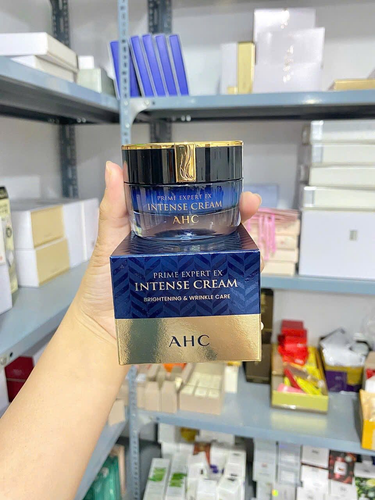 PRIME EXPERT EX
INTENSE CREAM
AHC
PRIME EXPERT EX
INTENSE CREAM
BRIGHTENING & WRINKLE CARE
AHC